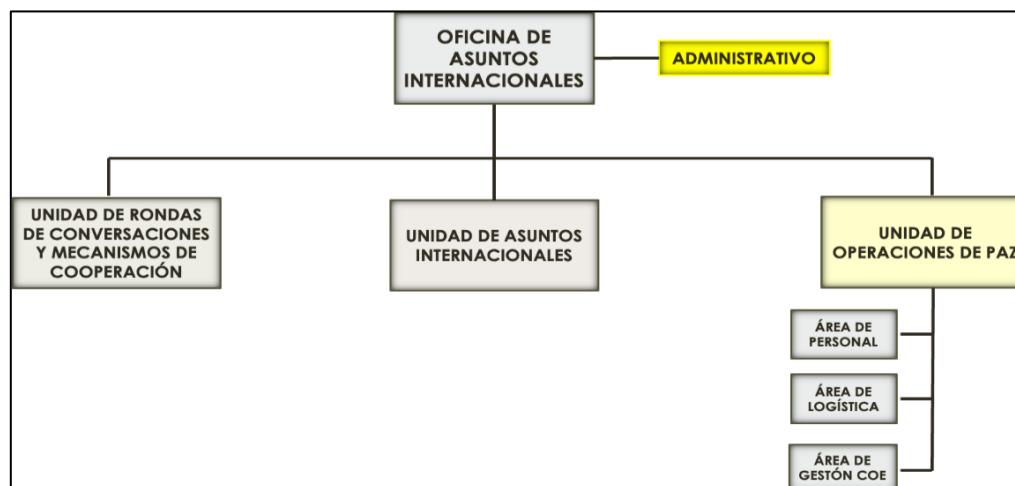 OFICINA DE
ASUNTOS
INTERNACIONALES
ADMINISTRATIVO
UNIDAD DE RONDAS
DE CONVERSACIONES
Y MECANISMOS DE
COOPERACIÓN
UNIDAD DE ASUNTOS
INTERNACIONALES
UNIDAD DE
OPERACIONES DE PAZ
ÁREA DE
PERSONAL
ÁREA DE
LOGÍSTICA
ÁREA DE
GESTIÓN COE